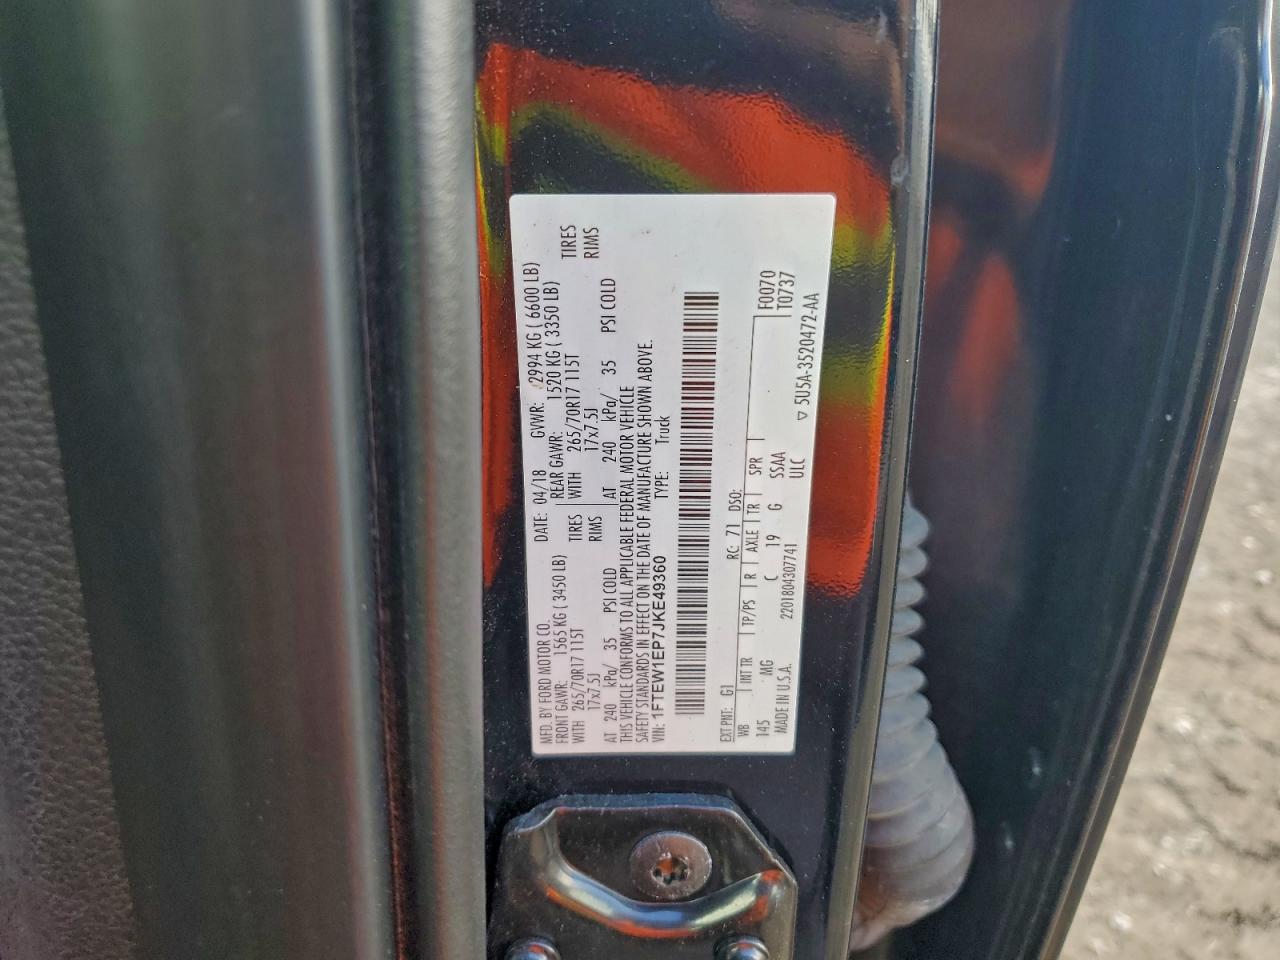 MFD. BY FORD MOTOR CO. DATE: 04/18 GVWR: 2994 KG ( 6600 LB)
FRONT GAWR: 1565 KG ( 3450 LB) REAR GAWR: 1520 KG ( 3350 LB)
WITH 265/70R17 115T TIRES WITH 265/70R17 115T TIRES
17x7.5J RIMS 17x7.5J RIMS
AT 240 kPa/ 35 PSI COLD AT 240 kPa/ 35 PSI COLD
THIS VEHICLE CONFORMS TO ALL APPLICABLE FEDERAL MOTOR VEHICLE
SAFETY STANDARDS IN EFFECT ON THE DATE OF MANUFACTURE SHOWN ABOVE.
VIN: 1FTEW1EP7JKE49360 TYPE: Truck
EXT PNT: G1 RC: 71 DSO:
WB INT TR TP/PS R AXLE TR SPR F0070
145 MG C 19 G SSAA T0737
MADE IN U.S.A. 2201804307741 ULC
5U5A-3520472-AA